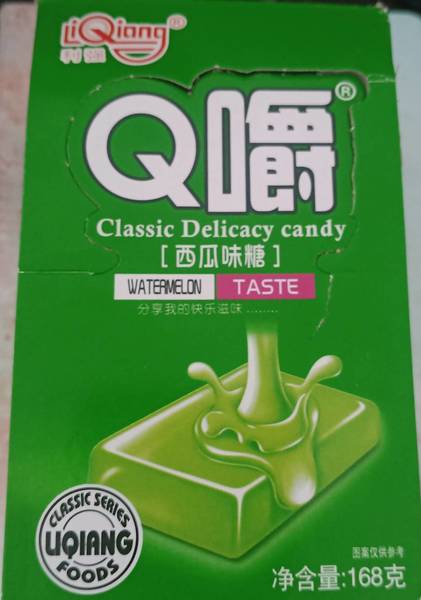 LiQiang®
利强
Q嚼®
Classic Delicacy candy
[西瓜味糖]
WATERMELON TASTE
分享我的快乐滋味........
CLASSIC SERIES
LIQIANG
FOODS
图案仅供参考
净含量:168克